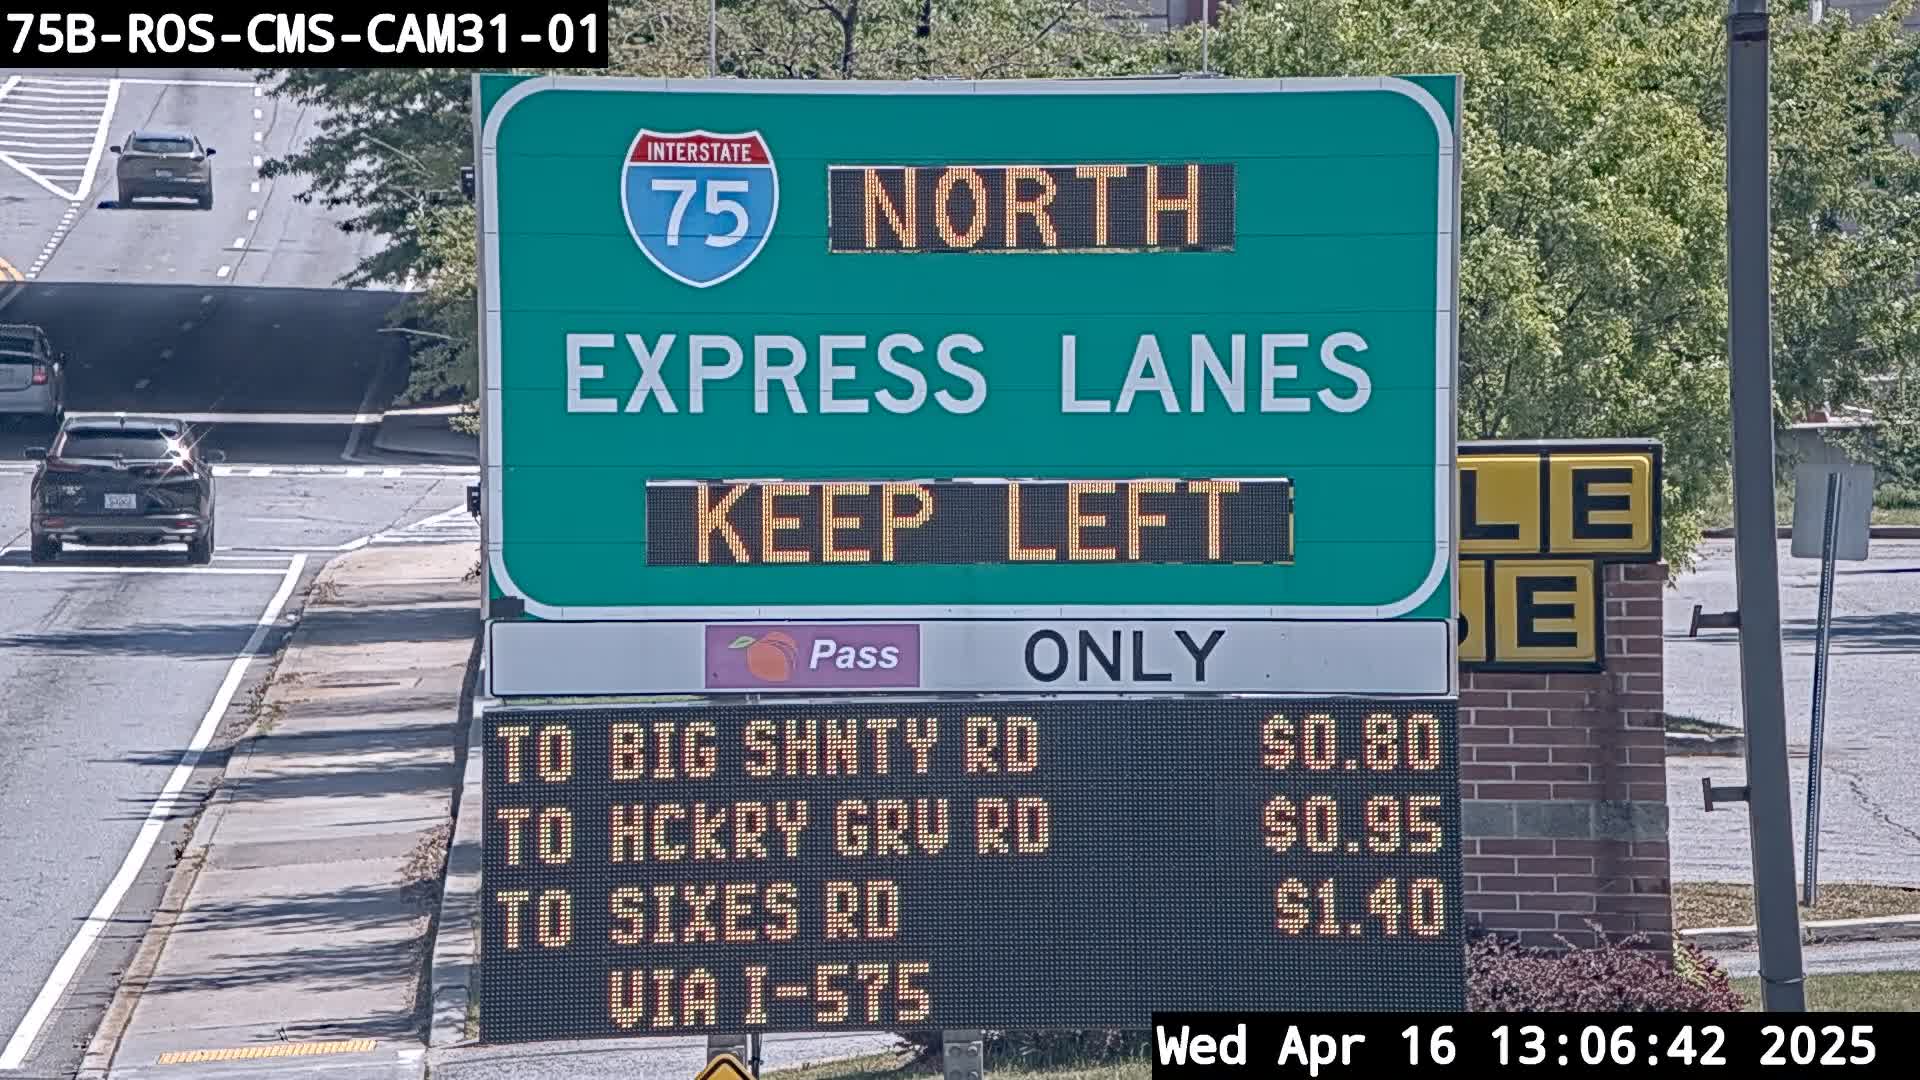 75B-ROS-CMS-CAM31-01
INTERSTATE
75
NORTH
EXPRESS LANES
KEEP LEFT
Pass ONLY
TO BIG SHNTY RD $0.80
TO HCKRY GRV RD $0.95
TO SIXES RD $1.40
VIA I-575
LE
E
Wed Apr 16 13:06:42 2025